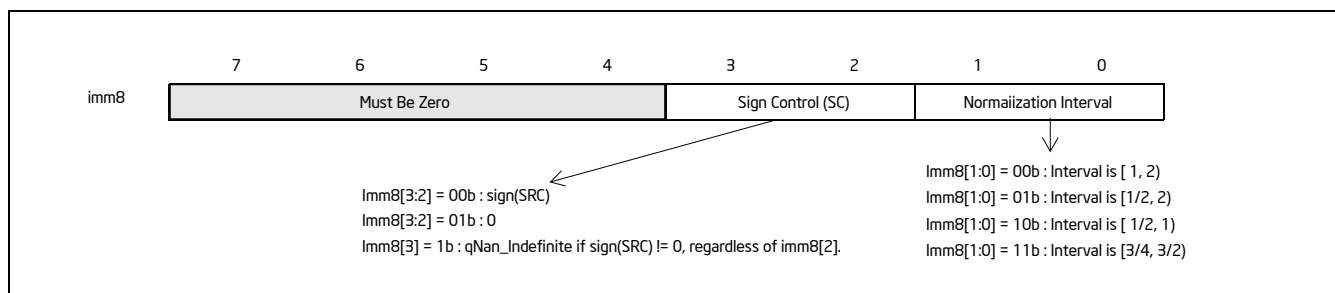 7 6 5 4 3 2 1 0
imm8 Must Be Zero Sign Control (SC) Normaiization Interval
Imm8[3:2] = 00b : sign(SRC)
Imm8[3:2] = 01b : 0
Imm8[3] = 1b : qNan_Indefinite if sign(SRC) != 0, regardless of imm8[2].
Imm8[1:0] = 00b : Interval is [ 1, 2)
Imm8[1:0] = 01b : Interval is [1/2, 2)
Imm8[1:0] = 10b : Interval is [ 1/2, 1)
Imm8[1:0] = 11b : Interval is [3/4, 3/2)